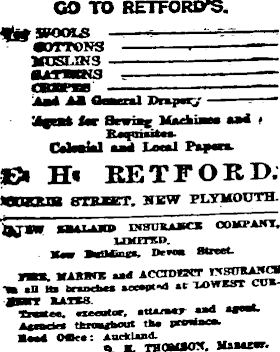 GO TO RETFORD'S.
WOOLS
COTTONS
MUSLINS
SATEENS
CREPES
And All General Drapery
Agent for Sewing Machines and
Requisites.
Colonial and Local Papers.
E. H. RETFORD,
CURRIE STREET, NEW PLYMOUTH.
NEW ZEALAND INSURANCE COMPANY,
LIMITED.
New Buildings, Devon Street.
FIRE, MARINE and ACCIDENT INSURANCE
in all its branches accepted at LOWEST CUR-
RENT RATES.
Trustee, executor, attorney and agent.
Agencies throughout the province.
Head Office: Auckland.
THOMSON, Manager.